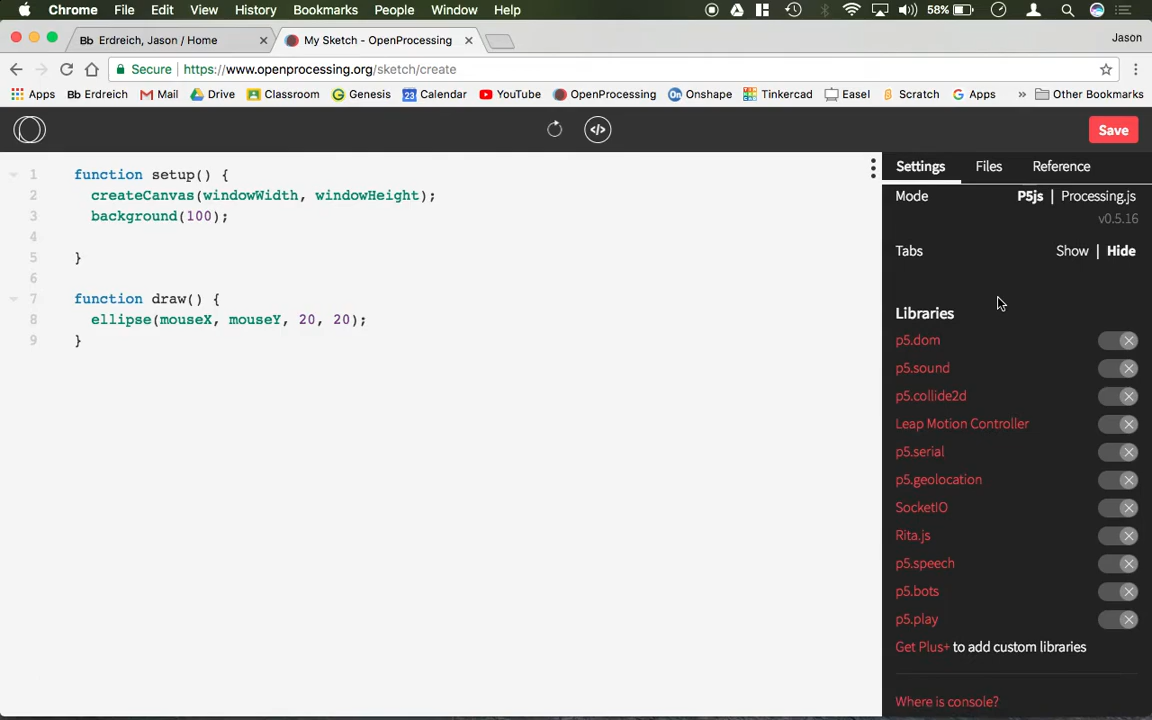 Chrome File Edit View History Bookmarks People Window Help 58%
Bb Erdreich, Jason / Home My Sketch - OpenProcessing Jason
Secure https://www.openprocessing.org/sketch/create
Apps Bb Erdreich Mail Drive Classroom Genesis 23 Calendar YouTube OpenProcessing On Onshape Tinkercad Easel Scratch Apps » Other Bookmarks
</> Save
Settings Files Reference
Mode P5js | Processing.js
v0.5.16
Tabs Show | Hide
Libraries
p5.dom
p5.sound
p5.collide2d
Leap Motion Controller
p5.serial
p5.geolocation
SocketIO
Rita.js
p5.speech
p5.bots
p5.play
Get Plus+ to add custom libraries
Where is console?
1 function setup() {
2 createCanvas(windowWidth, windowHeight);
3 background(100);
4
5 }
6
7 function draw() {
8 ellipse(mouseX, mouseY, 20, 20);
9 }